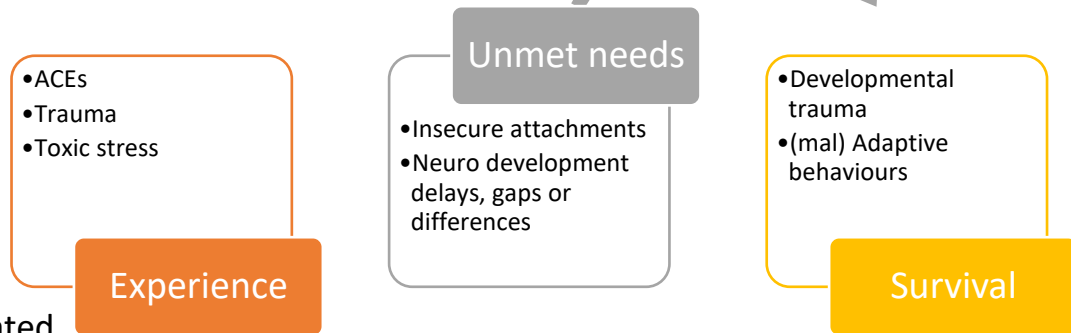 •ACEs
•Trauma
•Toxic stress
Experience
Unmet needs
•Insecure attachments
•Neuro development
delays, gaps or
differences
•Developmental
trauma
•(mal) Adaptive
behaviours
Survival